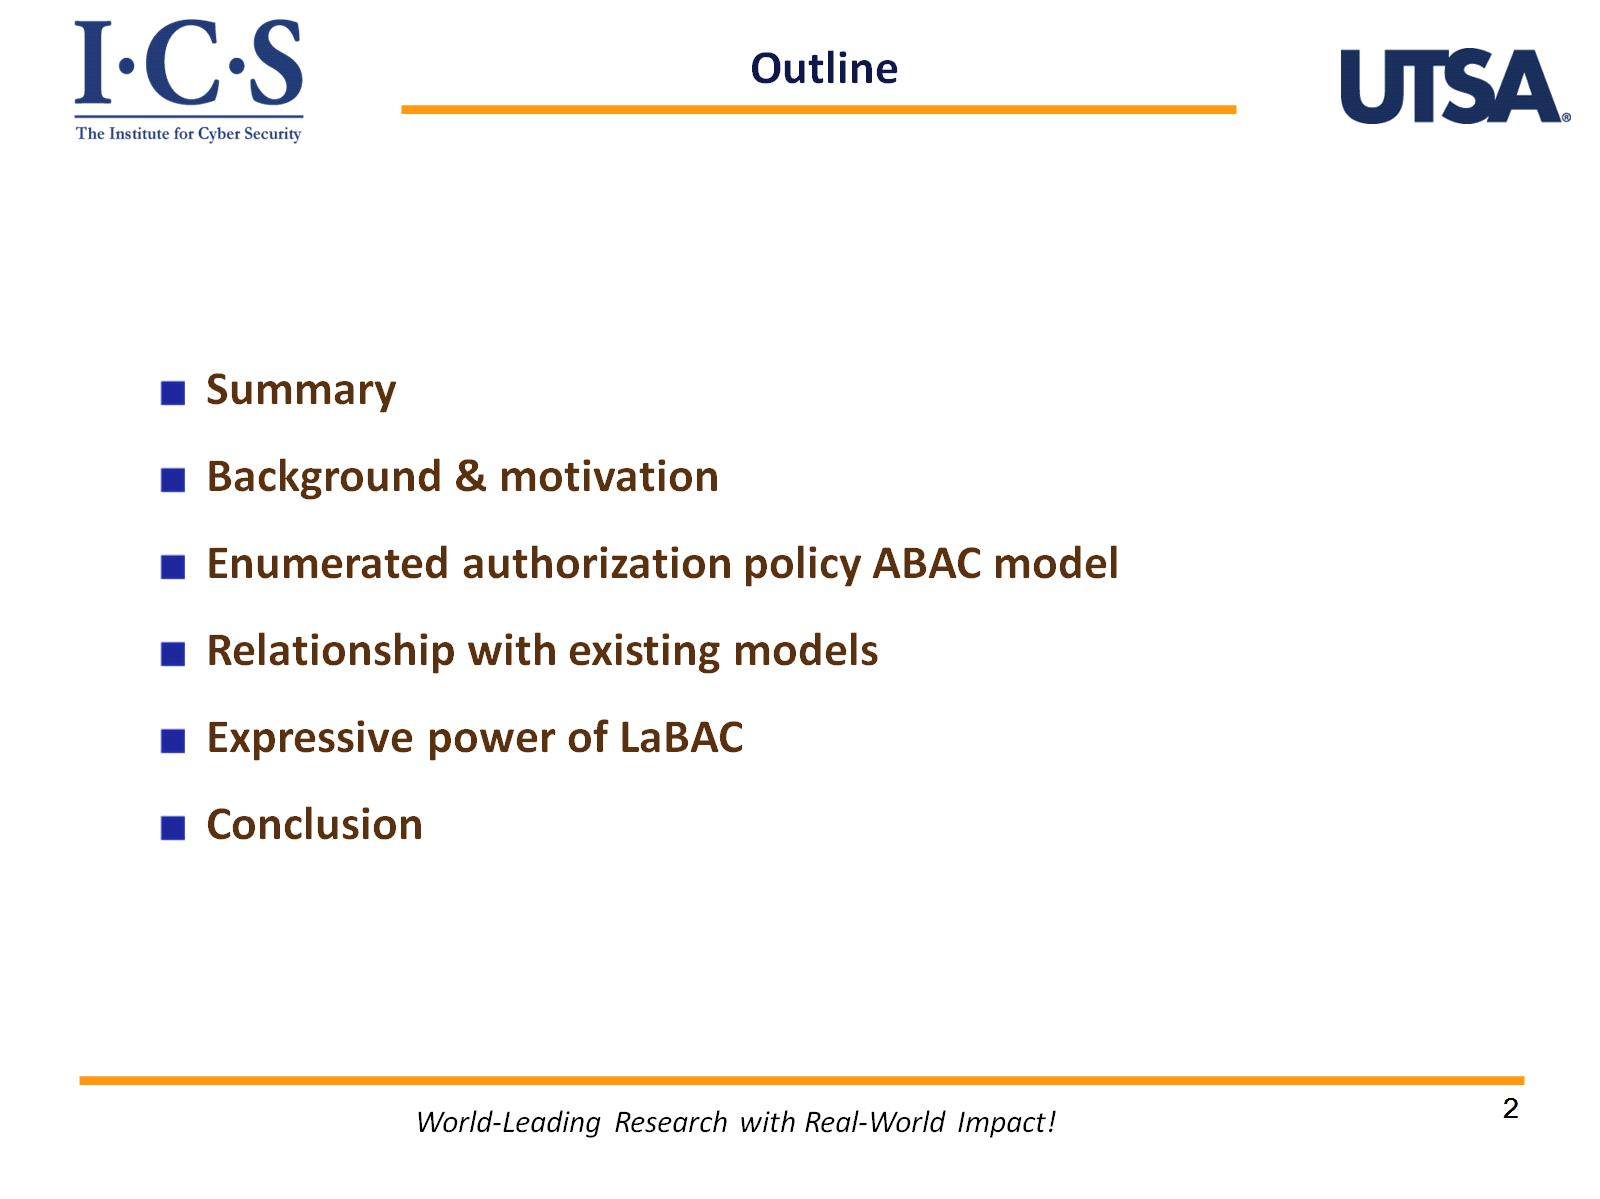 I·C·S
The Institute for Cyber Security
Outline
UTSA®
Summary
Background & motivation
Enumerated authorization policy ABAC model
Relationship with existing models
Expressive power of LaBAC
Conclusion
World-Leading Research with Real-World Impact!
2